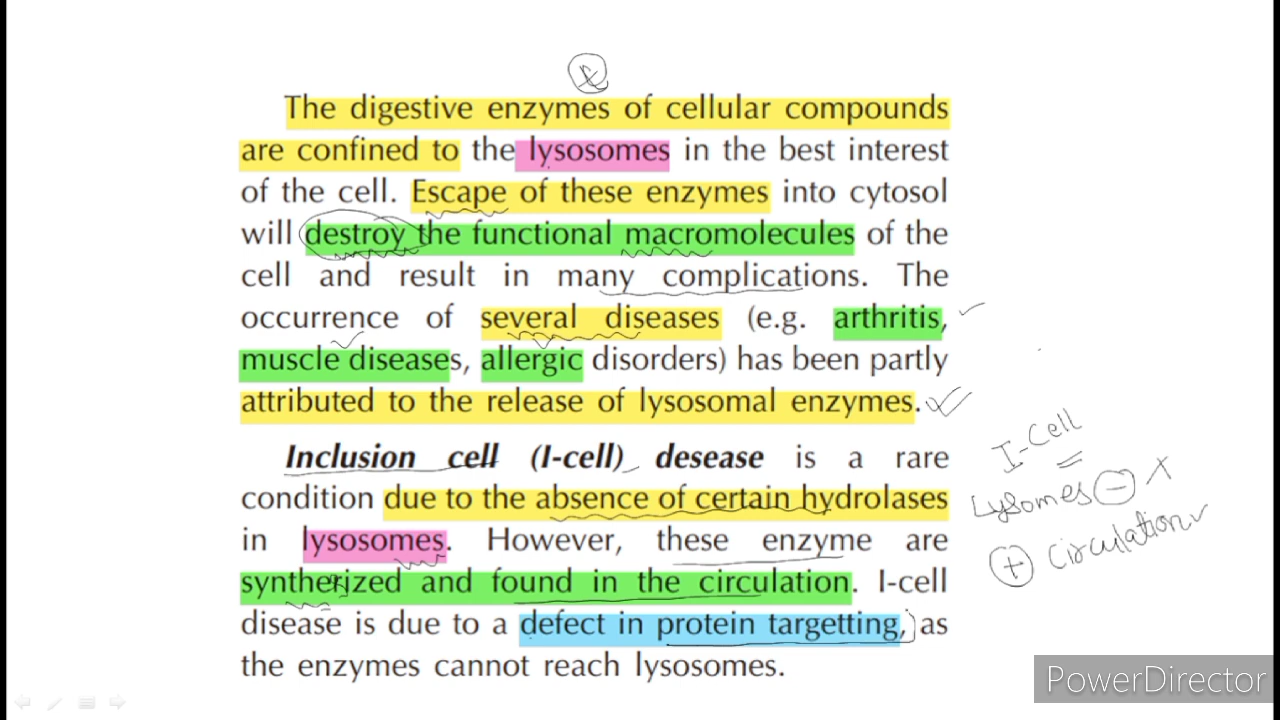 The digestive enzymes of cellular compounds
are confined to the lysosomes in the best interest
of the cell. Escape of these enzymes into cytosol
will destroy the functional macromolecules of the
cell and result in many complications. The
occurrence of several diseases (e.g. arthritis,
muscle diseases, allergic disorders) has been partly
attributed to the release of lysosomal enzymes.
Inclusion cell (I-cell) desease is a rare
condition due to the absence of certain hydrolases
in lysosomes. However, these enzyme are
syntherized and found in the circulation. I-cell
disease is due to a defect in protein targetting, as
the enzymes cannot reach lysosomes.
I-Cell
=
Lysomes - x
+ Circulation
PowerDirector